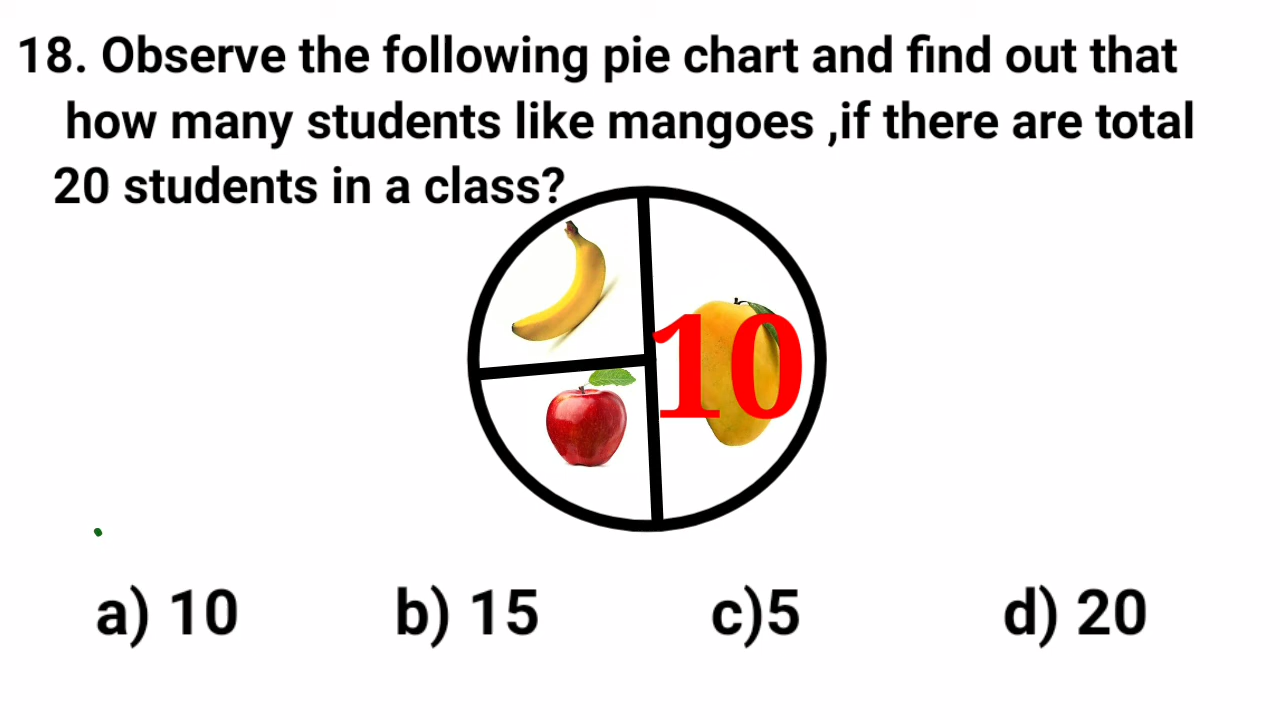 18. Observe the following pie chart and find out that
how many students like mangoes ,if there are total
20 students in a class?
10
a) 10 b) 15 c)5 d) 20